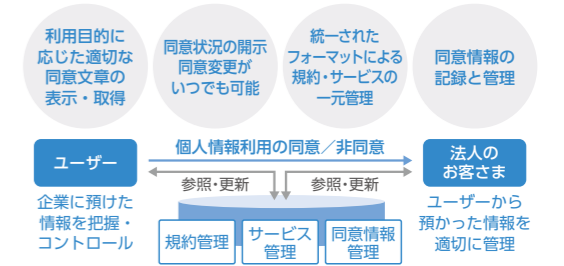 利用目的に
応じた適切な
同意文章の
表示・取得
同意状況の開示
同意変更が
いつでも可能
統一された
フォーマットによる
規約・サービスの
一元管理
同意情報の
記録と管理
ユーザー
個人情報利用の同意／非同意
法人の
お客さま
参照・更新
参照・更新
企業に預けた
情報を把握・
コントロール
規約管理
サービス
管理
同意情報
管理
ユーザーから
預かった情報を
適切に管理